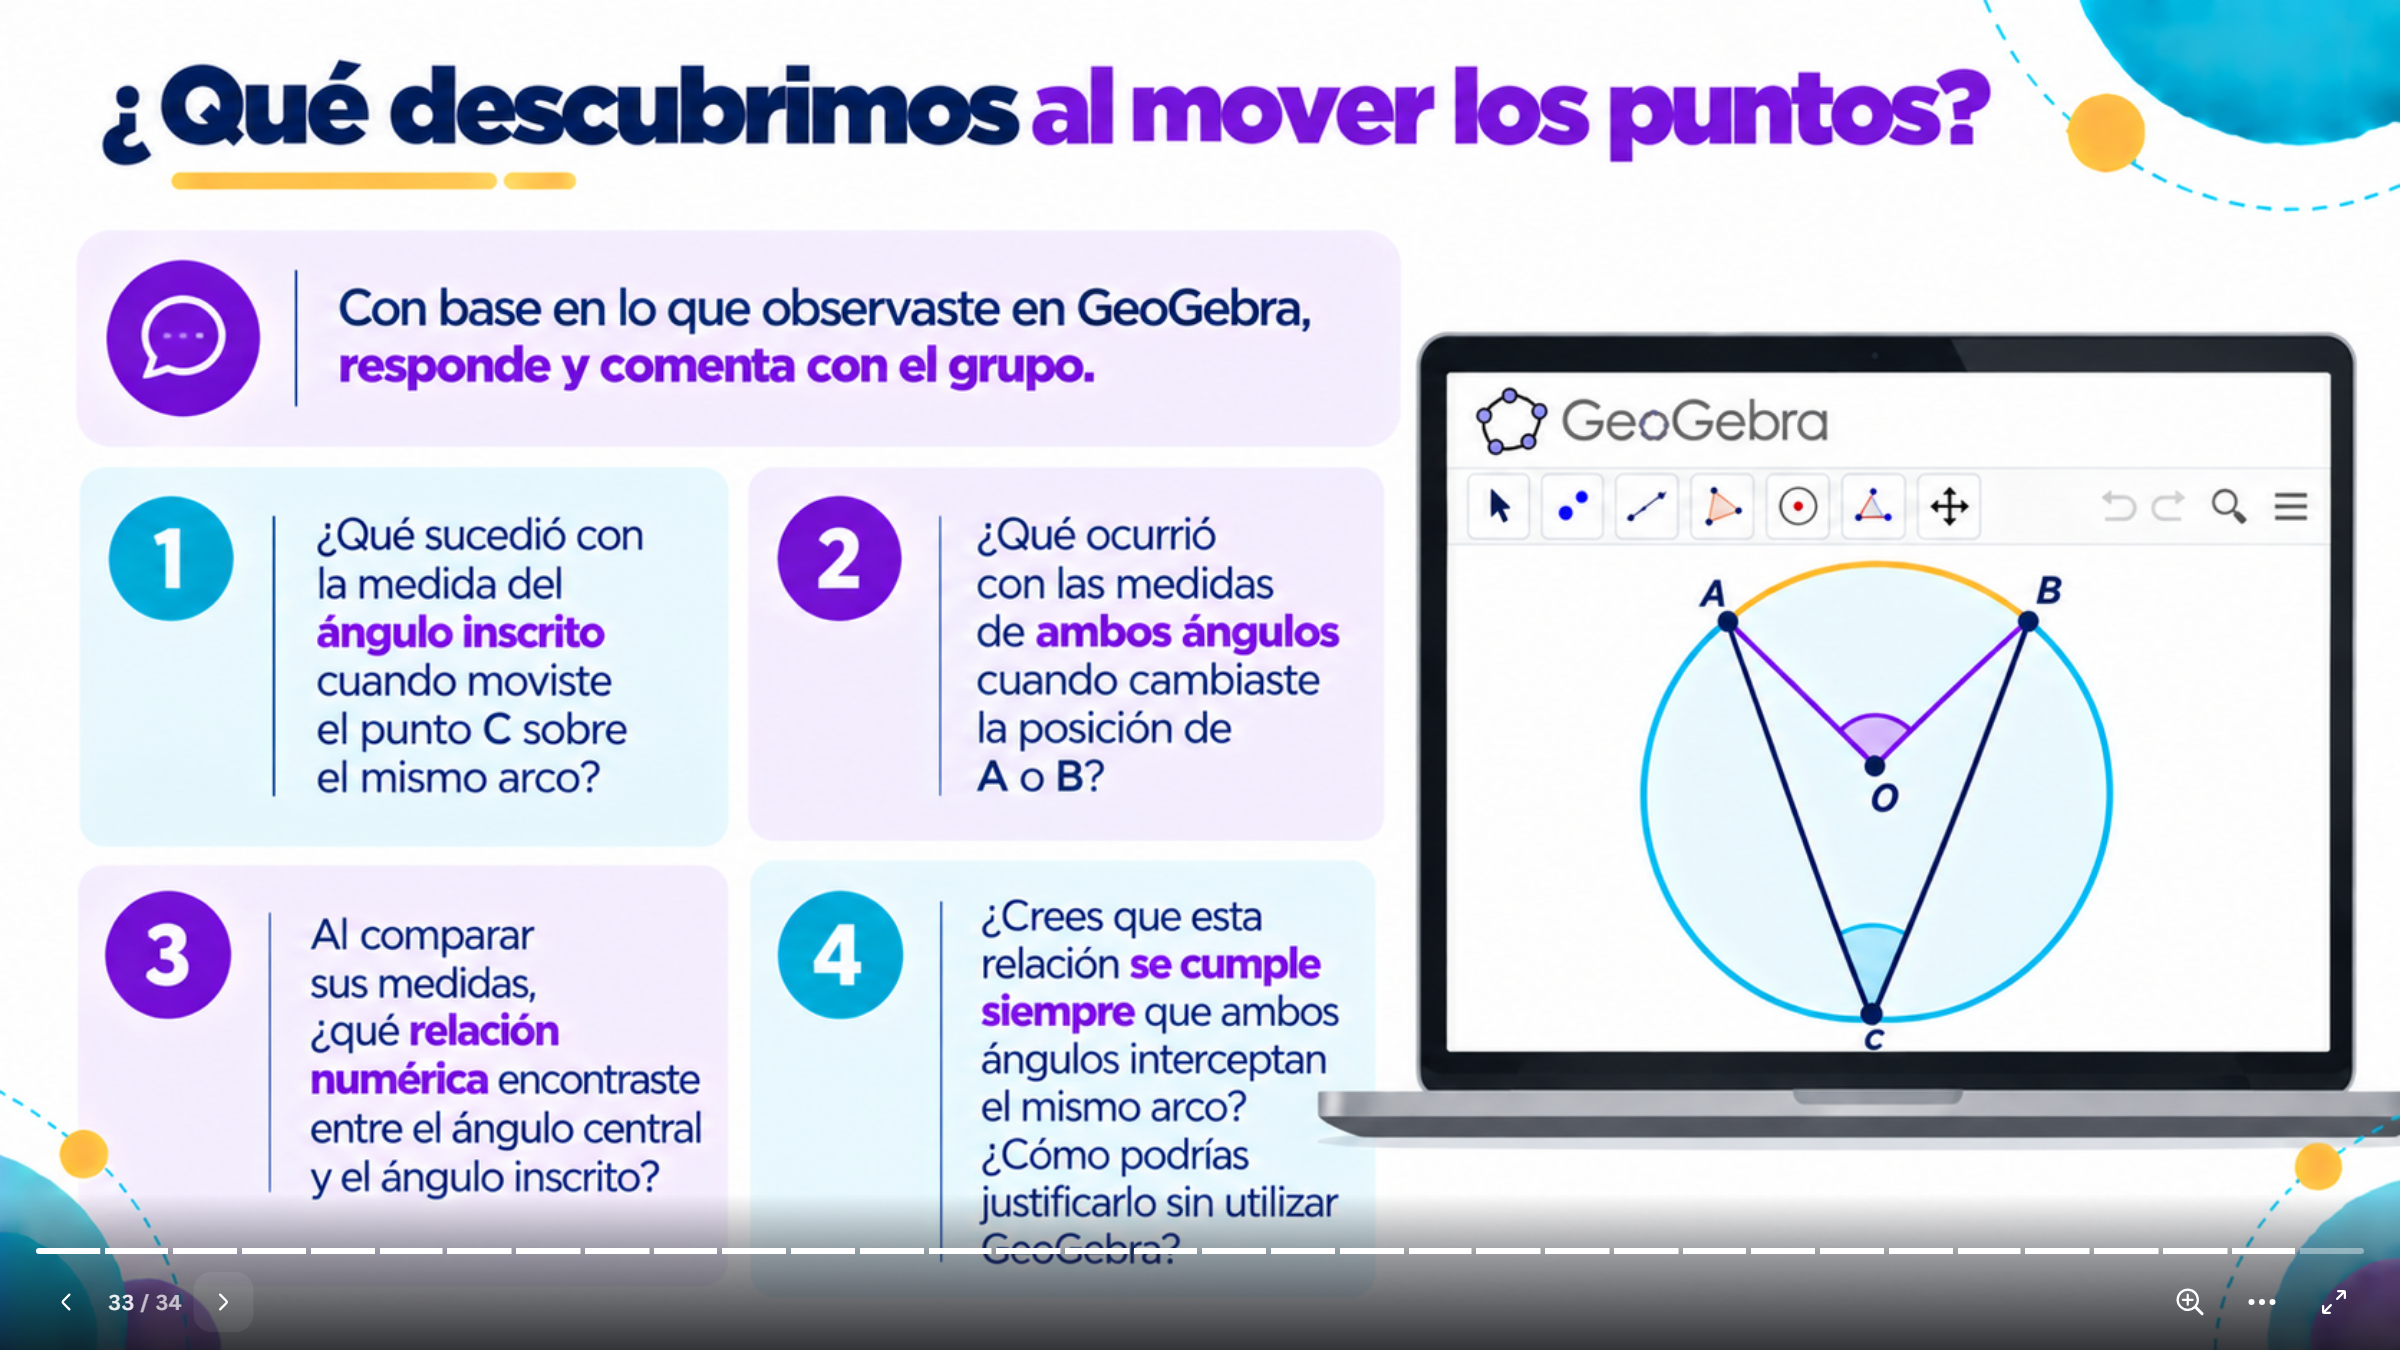 ¿Qué descubrimos al mover los puntos?
Con base en lo que observaste en GeoGebra,
responde y comenta con el grupo.
1
¿Qué sucedió con
la medida del
ángulo inscrito
cuando moviste
el punto C sobre
el mismo arco?
2
¿Qué ocurrió
con las medidas
de ambos ángulos
cuando cambiaste
la posición de
A o B?
3
Al comparar
sus medidas,
¿qué relación
numérica encontraste
entre el ángulo central
y el ángulo inscrito?
4
¿Crees que esta
relación se cumple
siempre que ambos
ángulos interceptan
el mismo arco?
¿Cómo podrías
justificarlo sin utilizar
GeoGebra?
GeoGebra
A
B
O
C
33 / 34